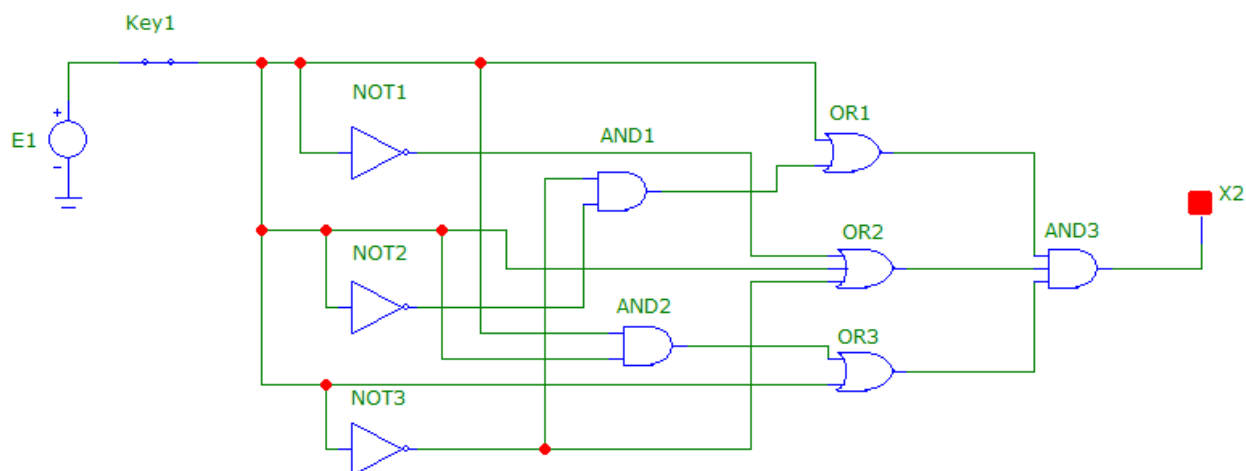 Key1
NOT1
OR1
E1
+
-
AND1
X2
NOT2
OR2
AND3
AND2
OR3
NOT3